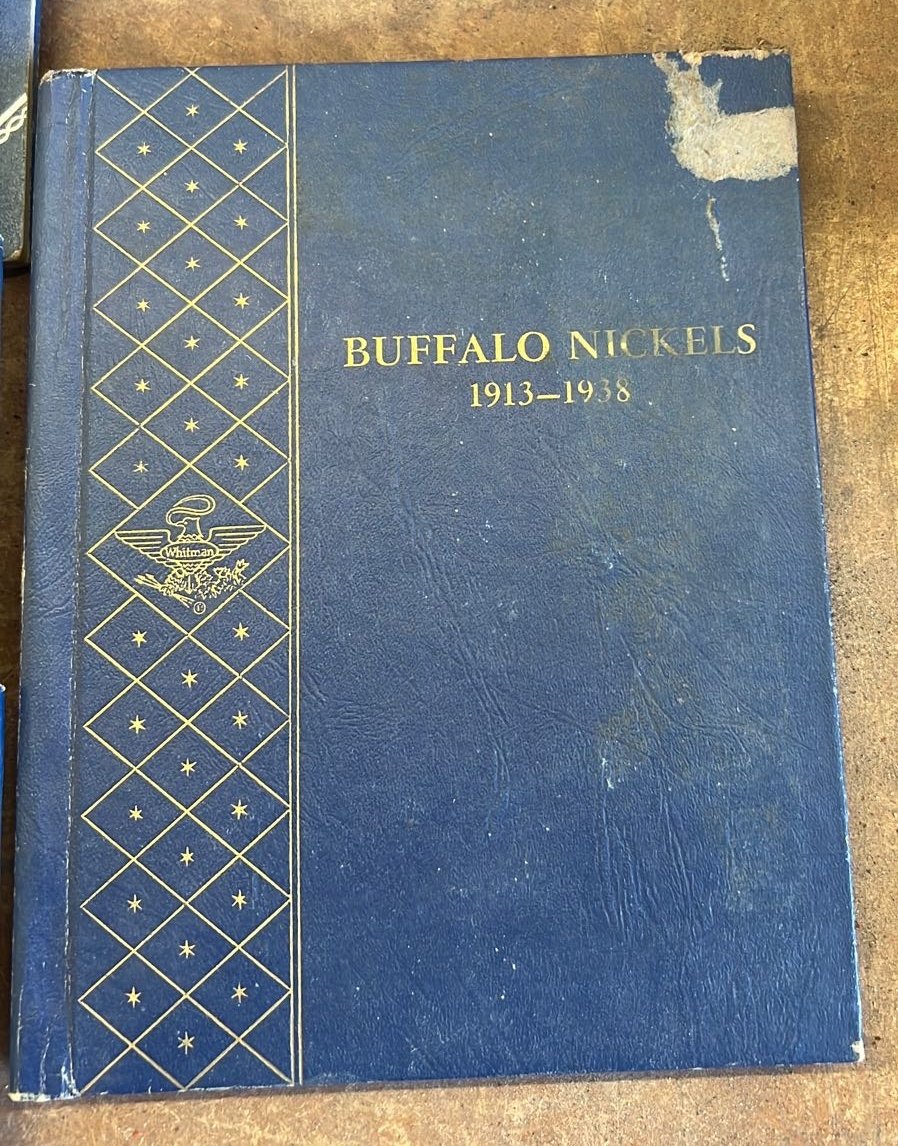 BUFFALO NICKELS
1913–1938
Whitman
®